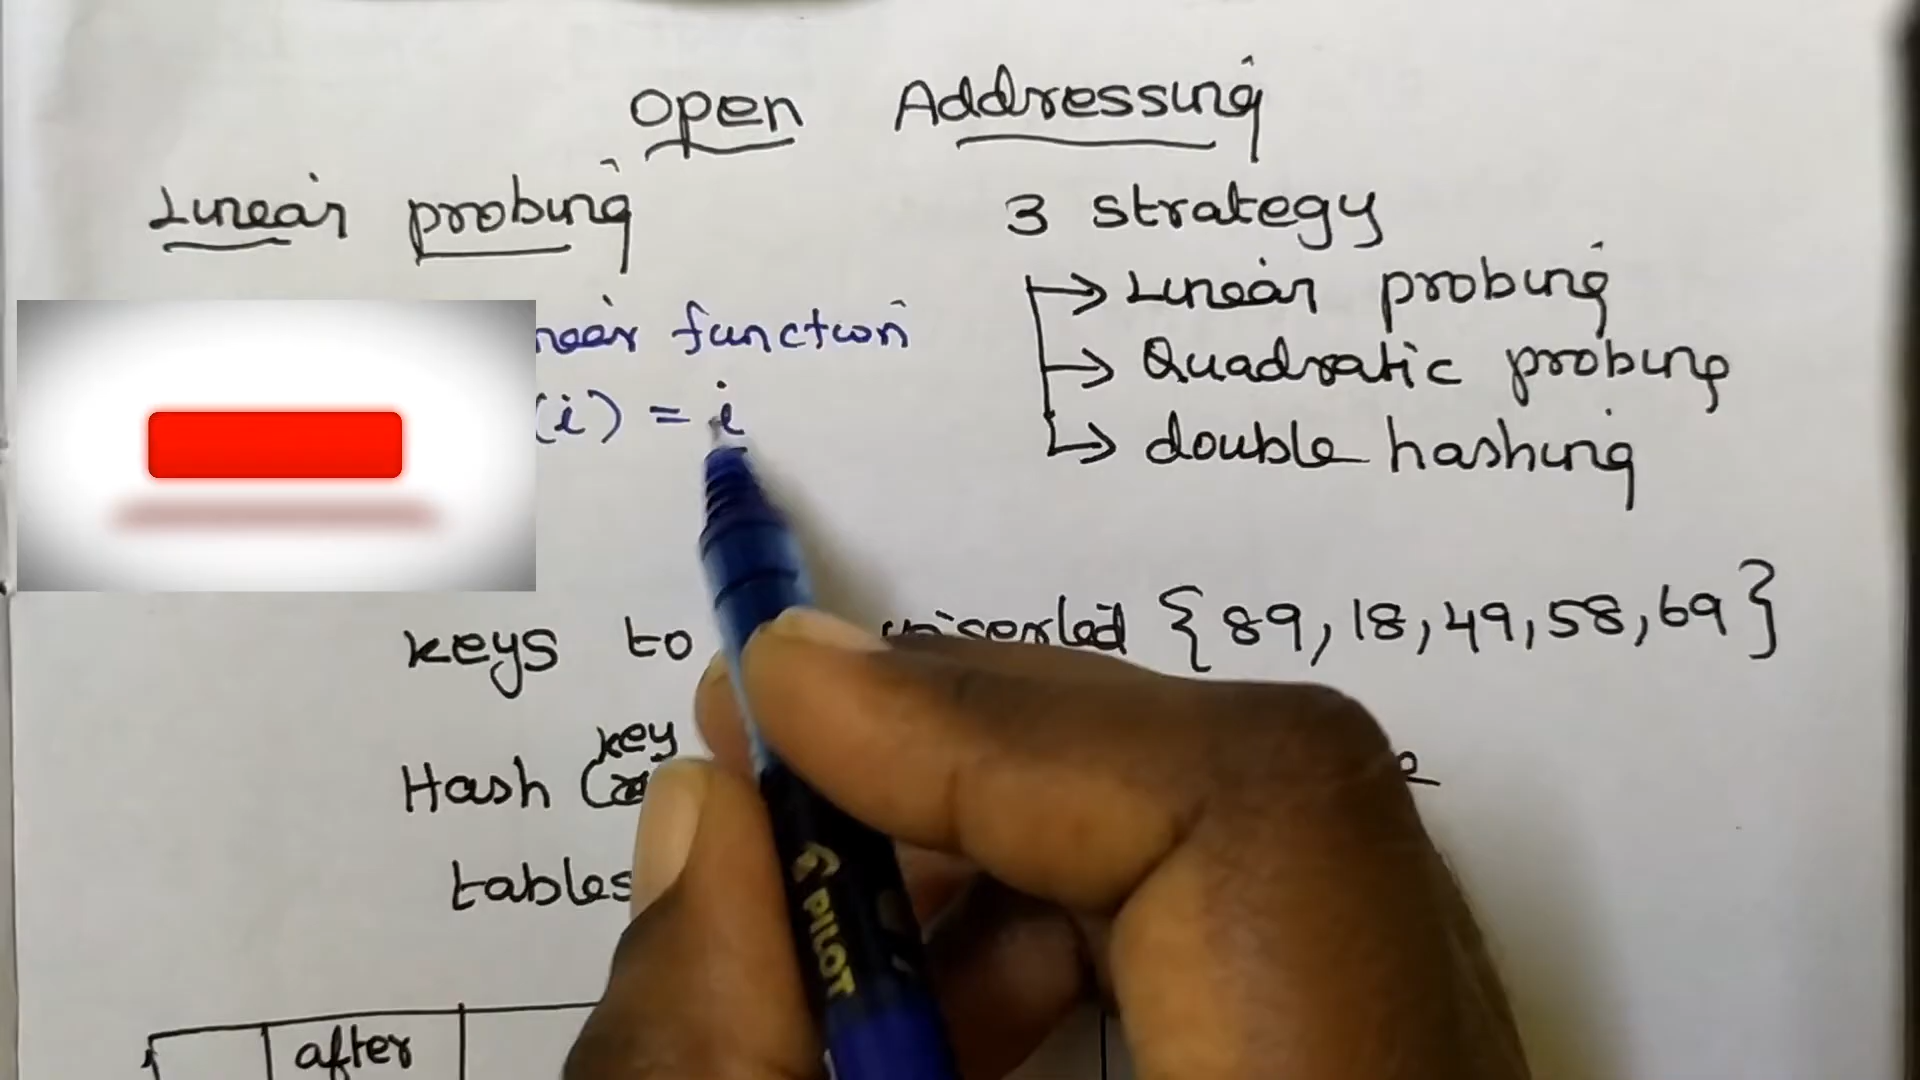 Open Addressing
Linear probing
3 strategy
Linear probing
Quadratic probing
double hashing
function
(i) = i
keys to {89, 18, 49, 58, 69}
key
Hash (
tables
after
PILOT